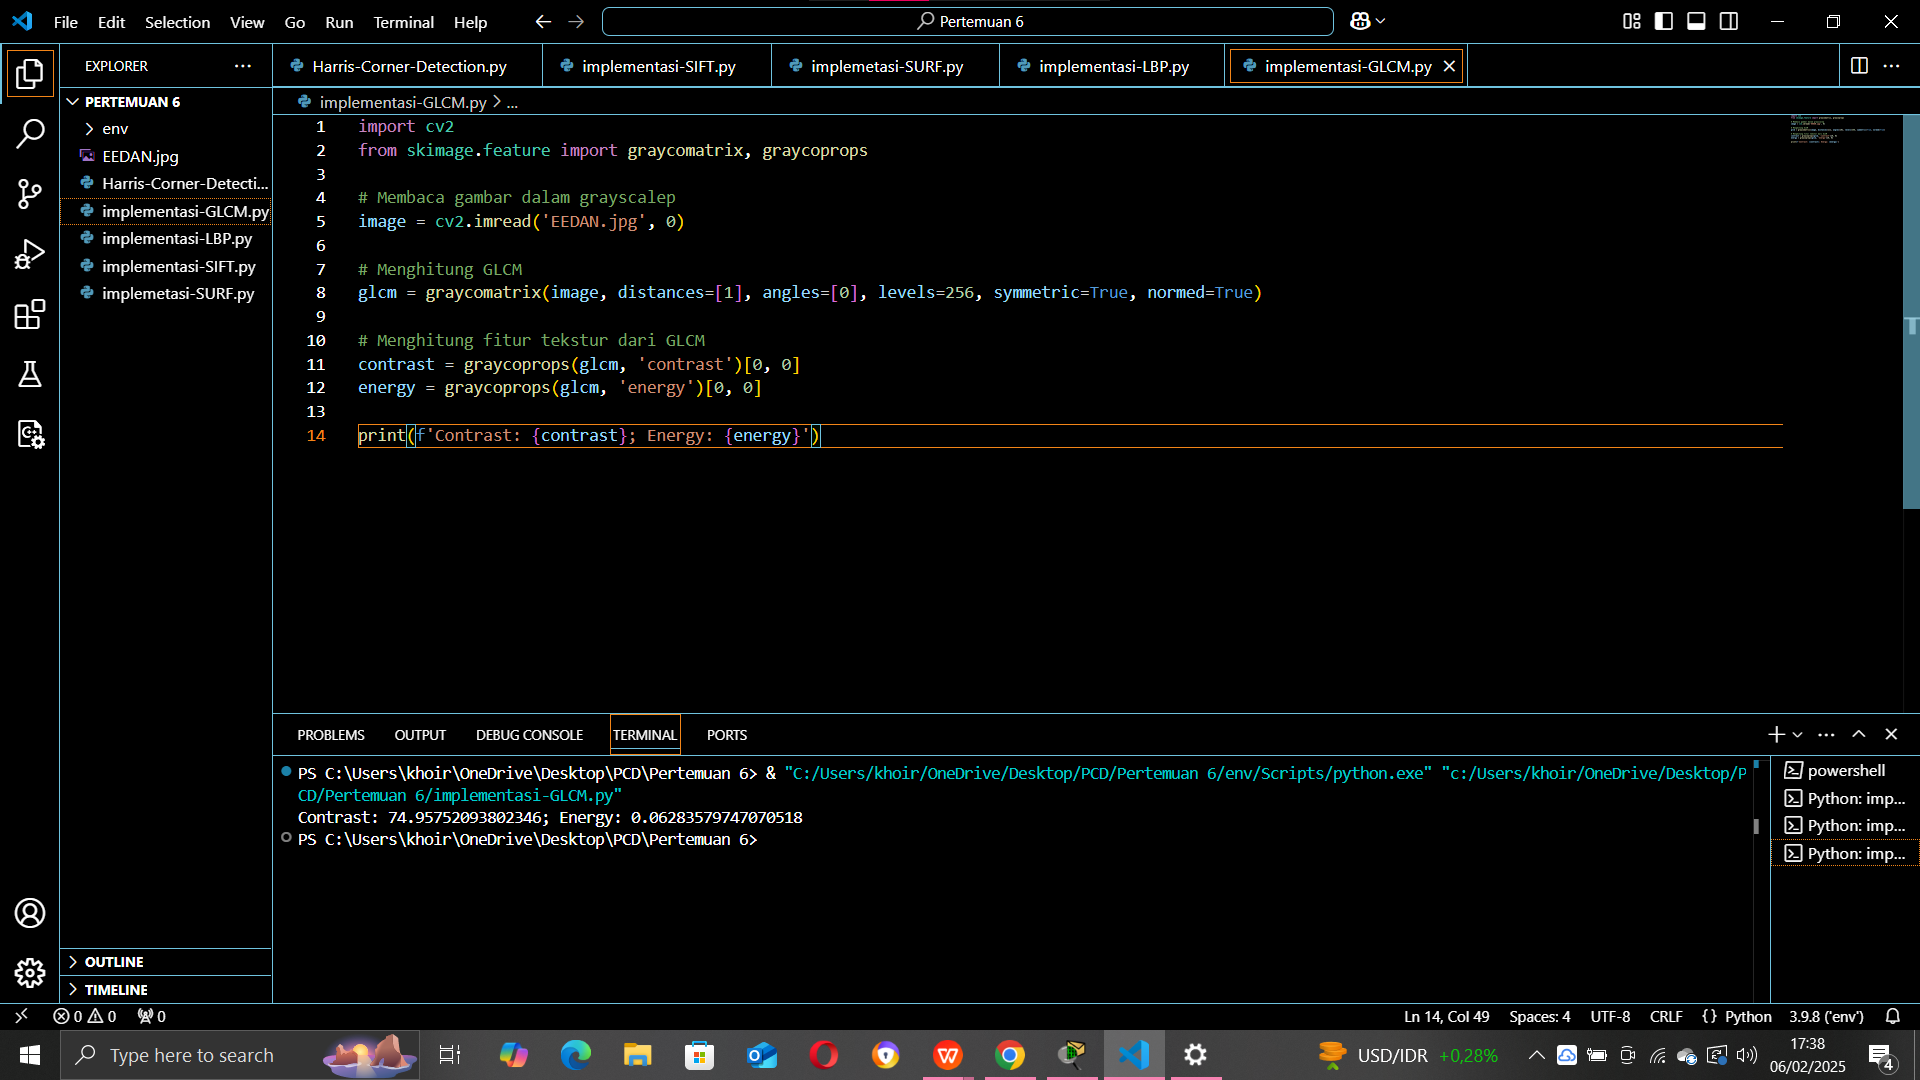 File Edit Selection View Go Run Terminal Help
Pertemuan 6
EXPLORER
Harris-Corner-Detection.py
implementasi-SIFT.py
implemetasi-SURF.py
implementasi-LBP.py
implementasi-GLCM.py
PERTEMUAN 6
env
EEDAN.jpg
Harris-Corner-Detecti...
implementasi-GLCM.py
implementasi-LBP.py
implementasi-SIFT.py
implemetasi-SURF.py
OUTLINE
TIMELINE
implementasi-GLCM.py > ...
1 import cv2
2 from skimage.feature import graycomatrix, graycoprops
3
4 # Membaca gambar dalam grayscalep
5 image = cv2.imread('EEDAN.jpg', 0)
6
7 # Menghitung GLCM
8 glcm = graycomatrix(image, distances=[1], angles=[0], levels=256, symmetric=True, normed=True)
9
10 # Menghitung fitur tekstur dari GLCM
11 contrast = graycoprops(glcm, 'contrast')[0, 0]
12 energy = graycoprops(glcm, 'energy')[0, 0]
13
14 print(f'Contrast: {contrast}; Energy: {energy}')
PROBLEMS OUTPUT DEBUG CONSOLE TERMINAL PORTS
PS C:\Users\khoir\OneDrive\Desktop\PCD\Pertemuan 6> & "C:/Users/khoir/OneDrive/Desktop/PCD/Pertemuan 6/env/Scripts/python.exe" "c:/Users/khoir/OneDrive/Desktop/P
CD/Pertemuan 6/implementasi-GLCM.py"
Contrast: 74.95752093802346; Energy: 0.06283579747070518
PS C:\Users\khoir\OneDrive\Desktop\PCD\Pertemuan 6>
powershell
Python: imp...
Python: imp...
Python: imp...
0 0 0
Ln 14, Col 49 Spaces: 4 UTF-8 CRLF {} Python 3.9.8 ('env')
Type here to search
USD/IDR +0,28%
17:38
06/02/2025
4